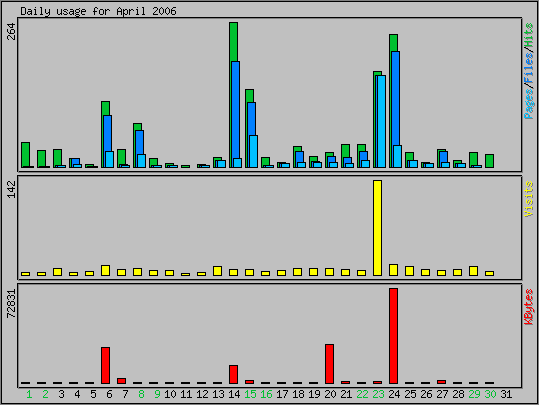 Daily usage for April 2006
264
Pages/Files/Hits
142
Visits
72831
KBytes
1 2 3 4 5 6 7 8 9 10 11 12 13 14 15 16 17 18 19 20 21 22 23 24 25 26 27 28 29 30 31